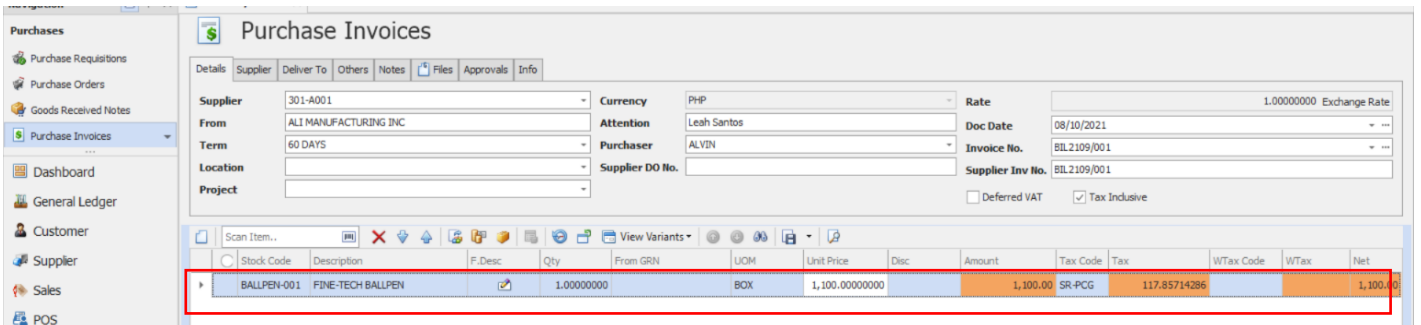 Purchases
Purchase Requisitions
Purchase Orders
Goods Received Notes
Purchase Invoices
Dashboard
General Ledger
Customer
Supplier
Sales
POS
Purchase Invoices
Details Supplier Deliver To Others Notes Files Approvals Info
Supplier 301-A001 Currency PHP Rate 1.00000000 Exchange Rate
From ALI MANUFACTURING INC Attention Leah Santos Doc Date 08/10/2021
Term 60 DAYS Purchaser ALVIN Invoice No. BIL2109/001
Location Supplier DO No. Supplier Inv No. BIL2109/001
Project Deferred VAT Tax Inclusive
Scan Item.. View Variants
Stock Code Description F.Desc Qty From GRN UOM Unit Price Disc Amount Tax Code Tax WTax Code WTax Net
BALLPEN-001 FINE-TECH BALLPEN 1.00000000 BOX 1,100.00000000 1,100.00 SR-PCG 117.85714286 1,100.00